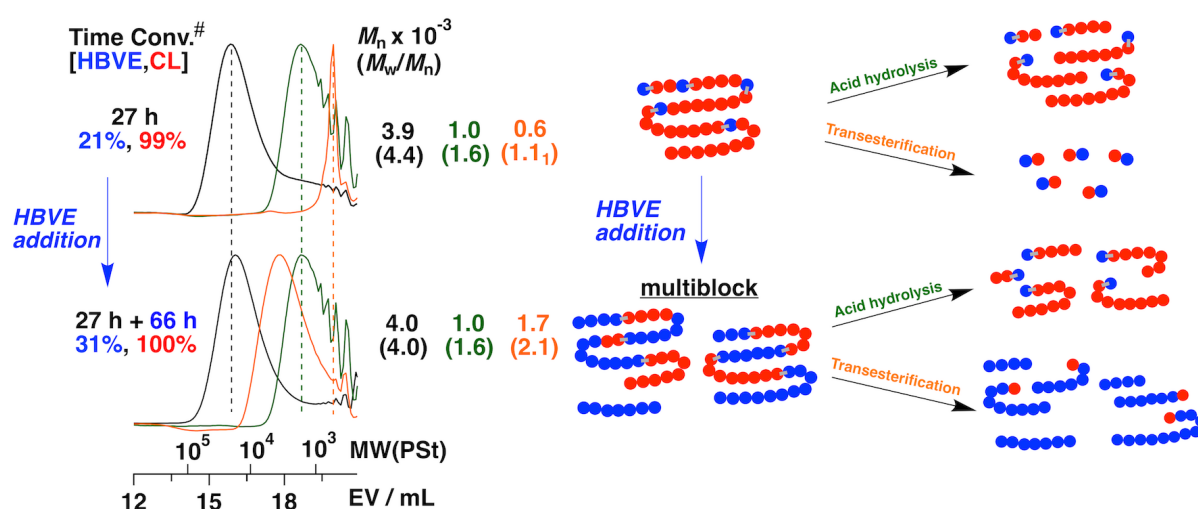 Time Conv.#
[HBVE,CL]
Mn x 10-3
(Mw/Mn)
27 h
21%, 99%
3.9 1.0 0.6
(4.4) (1.6) (1.11)
HBVE
addition
27 h + 66 h
31%, 100%
4.0 1.0 1.7
(4.0) (1.6) (2.1)
105 104 103 MW(PSt)
12 15 18 EV / mL
Acid hydrolysis
Transesterification
HBVE
addition
multiblock
Acid hydrolysis
Transesterification